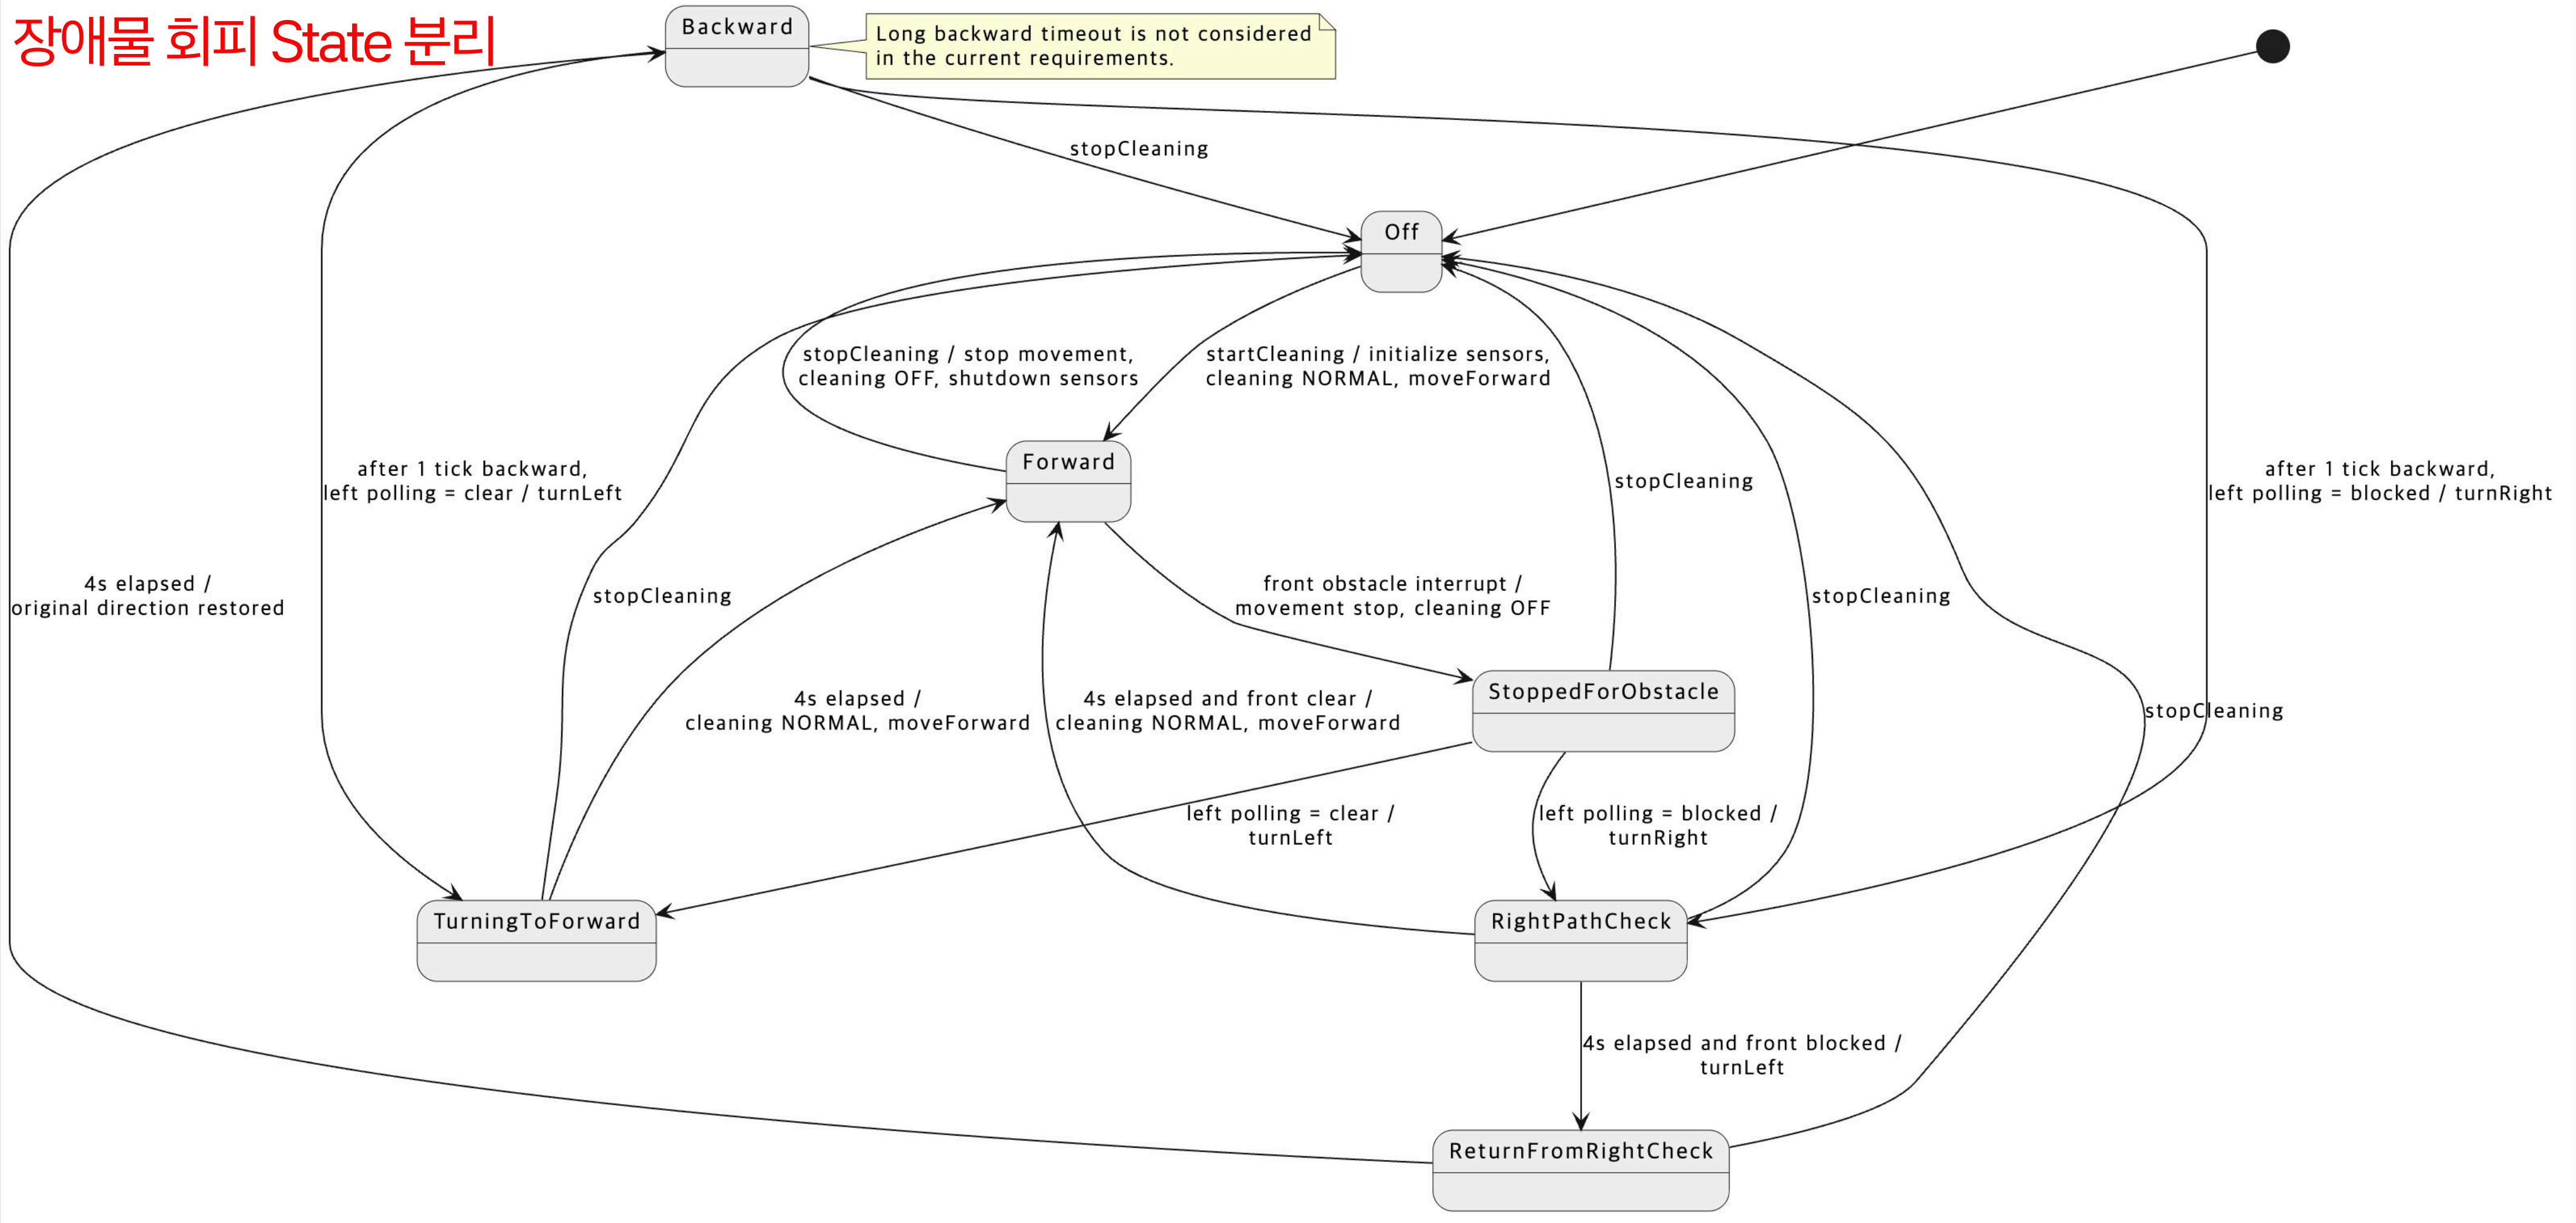 장애물 회피 State 분리
Backward
Long backward timeout is not considered
in the current requirements.
stopCleaning
Off
stopCleaning / stop movement,
cleaning OFF, shutdown sensors
startCleaning / initialize sensors,
cleaning NORMAL, moveForward
Forward
after 1 tick backward,
left polling = clear / turnLeft
stopCleaning
after 1 tick backward,
left polling = blocked / turnRight
4s elapsed /
original direction restored
stopCleaning
front obstacle interrupt /
movement stop, cleaning OFF
stopCleaning
4s elapsed /
cleaning NORMAL, moveForward
4s elapsed and front clear /
cleaning NORMAL, moveForward
StoppedForObstacle
stopCleaning
left polling = clear /
turnLeft
left polling = blocked /
turnRight
TurningToForward
RightPathCheck
4s elapsed and front blocked /
turnLeft
ReturnFromRightCheck